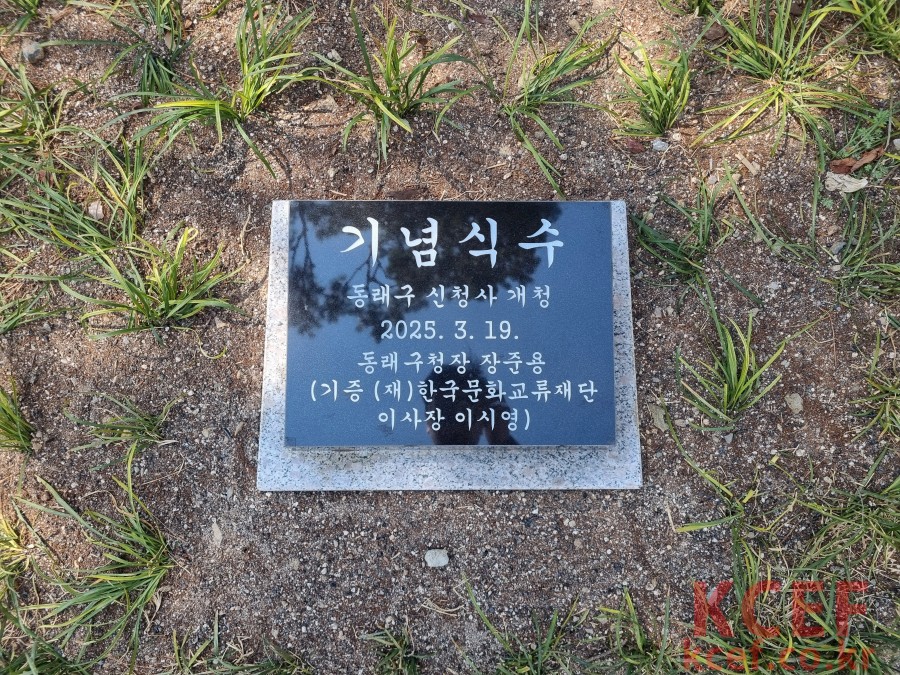 기념식수
동래구 신청사 개청
2025. 3. 19.
동래구청장 장준용
(기증 (재)한국문화교류재단
이사장 이시영)
KCEF
kcef.co.kr